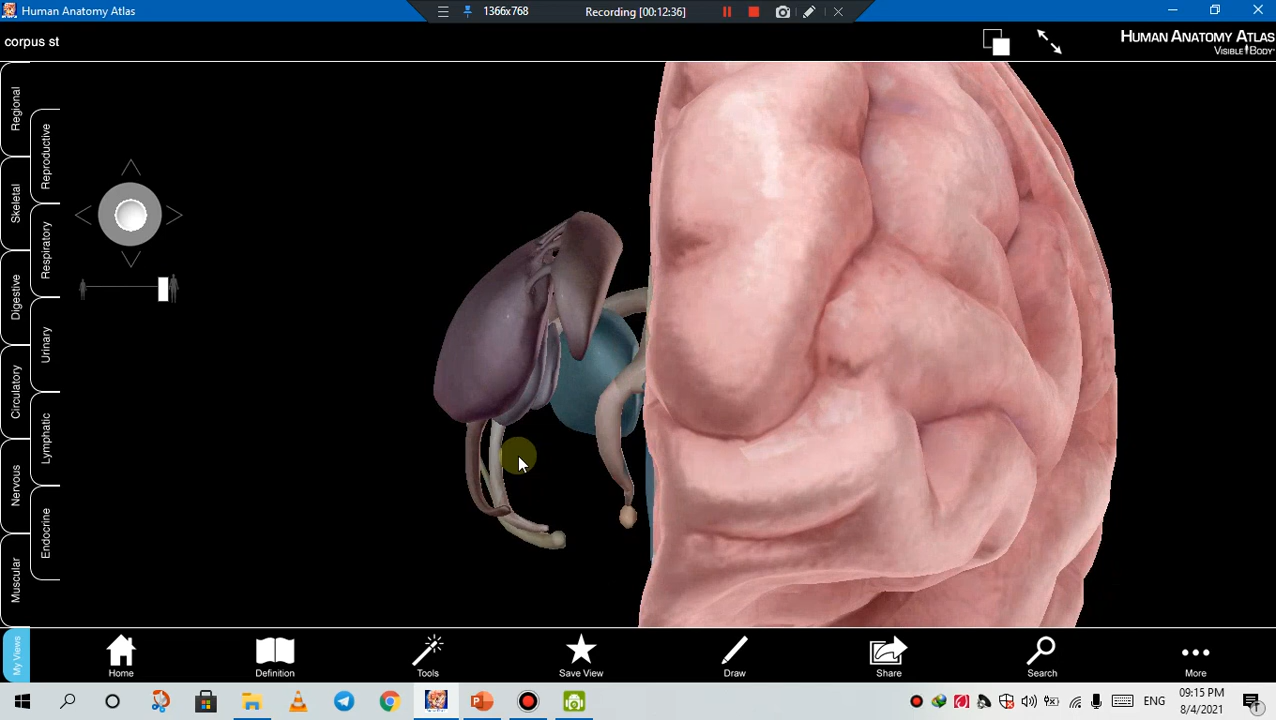 Human Anatomy Atlas
1366x768
Recording [00:12:36]
corpus st
HUMAN ANATOMY ATLAS
VISIBLE BODY
Regional
Skeletal
Digestive
Circulatory
Nervous
Muscular
My Views
Reproductive
Respiratory
Urinary
Lymphatic
Endocrine
Home
Definition
Tools
Save View
Draw
Share
Search
More
ENG
09:15 PM
8/4/2021